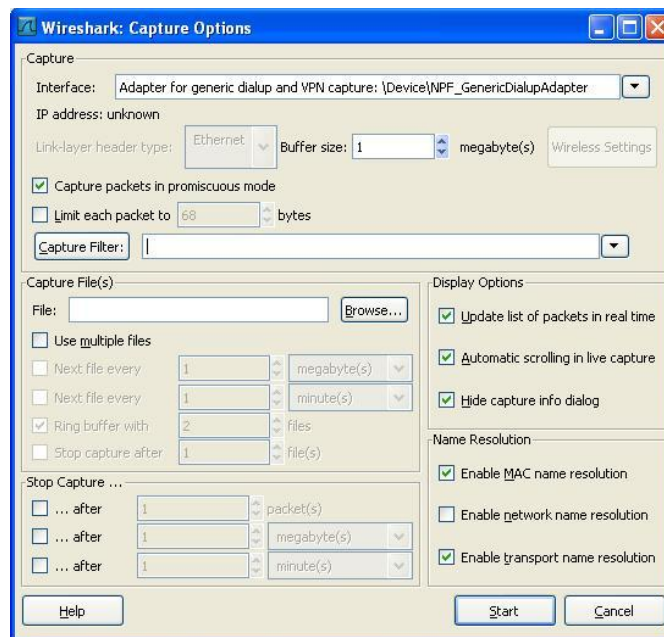 Wireshark: Capture Options
Capture
Interface: Adapter for generic dialup and VPN capture: \Device\NPF_GenericDialupAdapter
IP address: unknown
Link-layer header type: Ethernet Buffer size: 1 megabyte(s) Wireless Settings
Capture packets in promiscuous mode
Limit each packet to 68 bytes
Capture Filter:
Capture File(s)
File: Browse...
Use multiple files
Next file every 1 megabyte(s)
Next file every 1 minute(s)
Ring buffer with 2 files
Stop capture after 1 file(s)
Stop Capture ...
... after 1 packet(s)
... after 1 megabyte(s)
... after 1 minute(s)
Display Options
Update list of packets in real time
Automatic scrolling in live capture
Hide capture info dialog
Name Resolution
Enable MAC name resolution
Enable network name resolution
Enable transport name resolution
Help Start Cancel